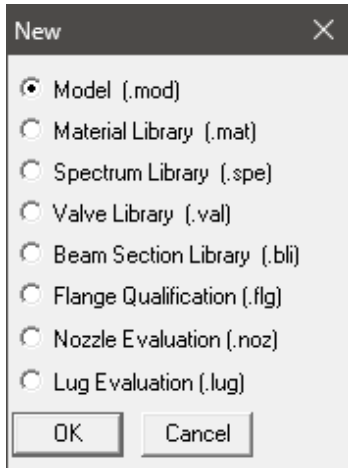 New
Model (.mod)
Material Library (.mat)
Spectrum Library (.spe)
Valve Library (.val)
Beam Section Library (.bli)
Flange Qualification (.flg)
Nozzle Evaluation (.noz)
Lug Evaluation (.lug)
OK Cancel